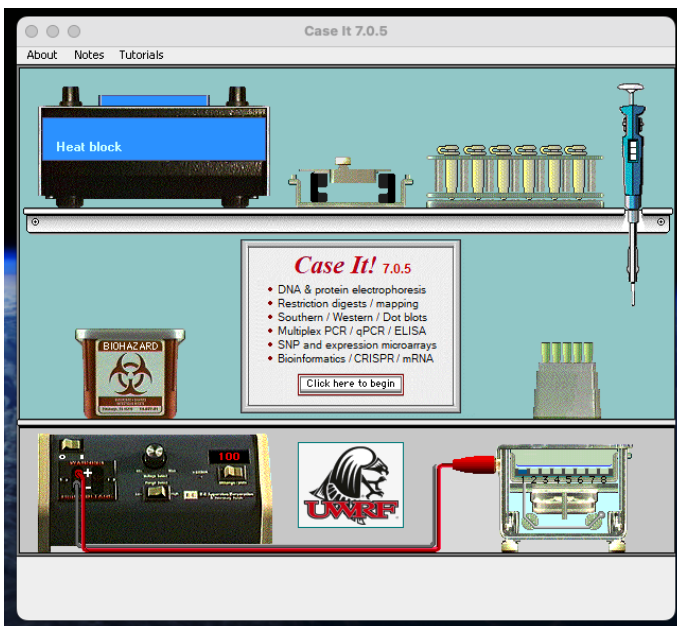 Case It 7.0.5
About Notes Tutorials
Heat block
Case It! 7.0.5
DNA & protein electrophoresis
Restriction digests / mapping
Southern / Western / Dot blots
Multiplex PCR / qPCR / ELISA
SNP and expression microarrays
Bioinformatics / CRISPR / mRNA
Click here to begin
BIOHAZARD
WARNING
100
UWRF
1 2 3 4 5 6 7 8